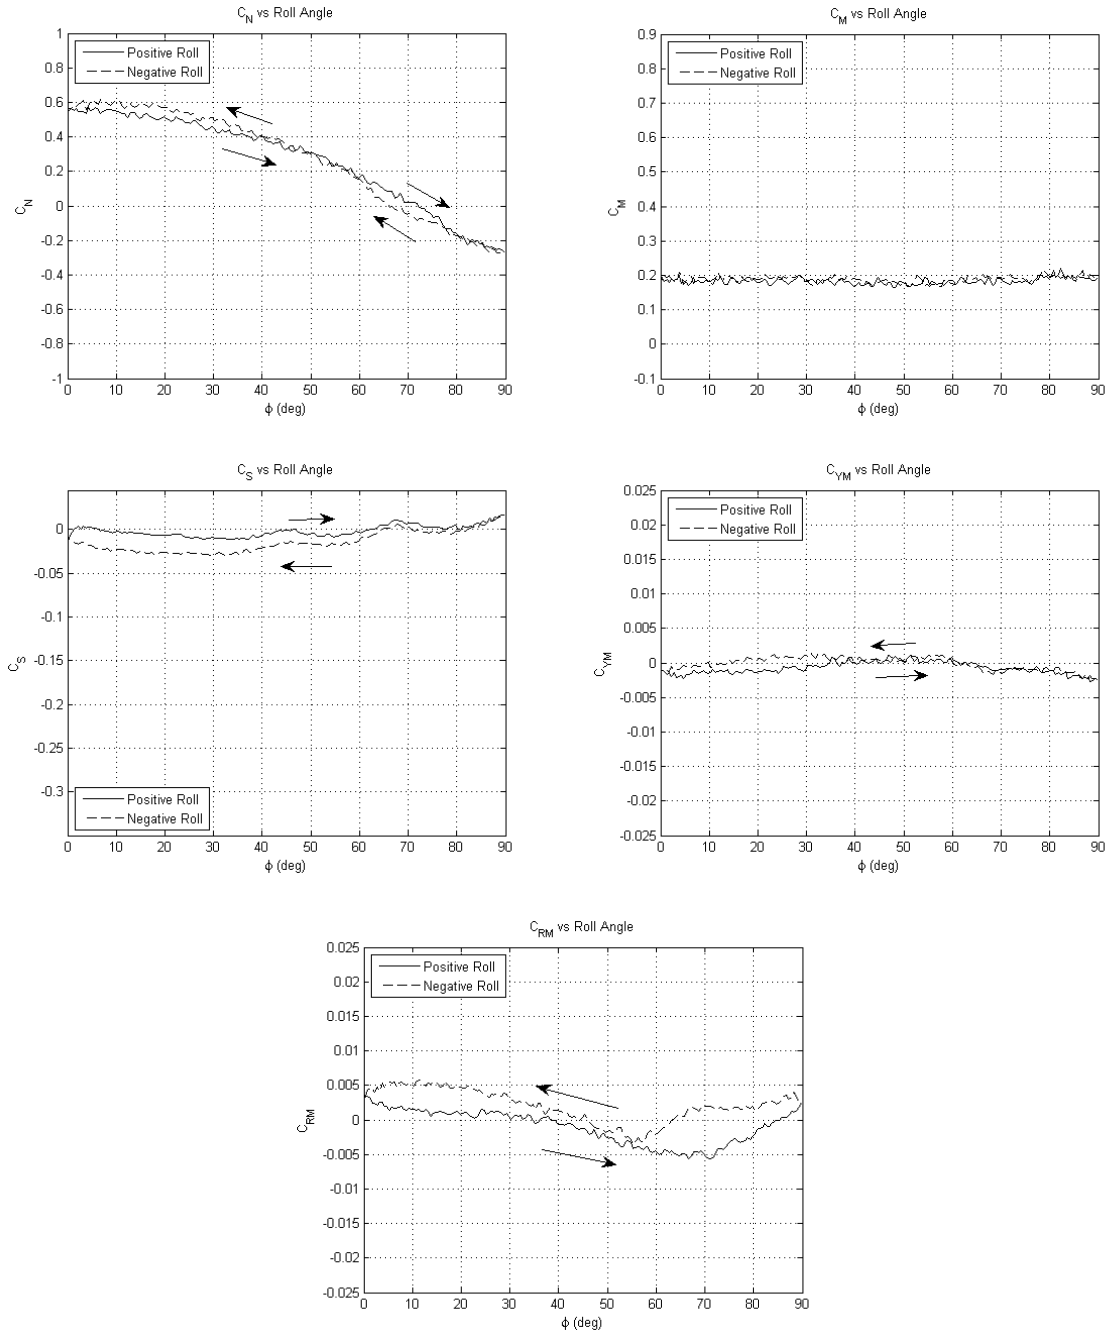 C_N vs Roll Angle
1
0.8
0.6
0.4
0.2
0
-0.2
-0.4
-0.6
-0.8
-1
C_N
Positive Roll
Negative Roll
0 10 20 30 40 50 60 70 80 90
ϕ (deg)
C_M vs Roll Angle
0.9
0.8
0.7
0.6
0.5
0.4
0.3
0.2
0.1
0
-0.1
C_M
Positive Roll
Negative Roll
0 10 20 30 40 50 60 70 80 90
ϕ (deg)
C_S vs Roll Angle
0
-0.05
-0.1
-0.15
-0.2
-0.25
-0.3
C_S
Positive Roll
Negative Roll
0 10 20 30 40 50 60 70 80 90
ϕ (deg)
C_YM vs Roll Angle
0.025
0.02
0.015
0.01
0.005
0
-0.005
-0.01
-0.015
-0.02
-0.025
C_YM
Positive Roll
Negative Roll
0 10 20 30 40 50 60 70 80 90
ϕ (deg)
C_RM vs Roll Angle
0.025
0.02
0.015
0.01
0.005
0
-0.005
-0.01
-0.015
-0.02
-0.025
C_RM
Positive Roll
Negative Roll
0 10 20 30 40 50 60 70 80 90
ϕ (deg)